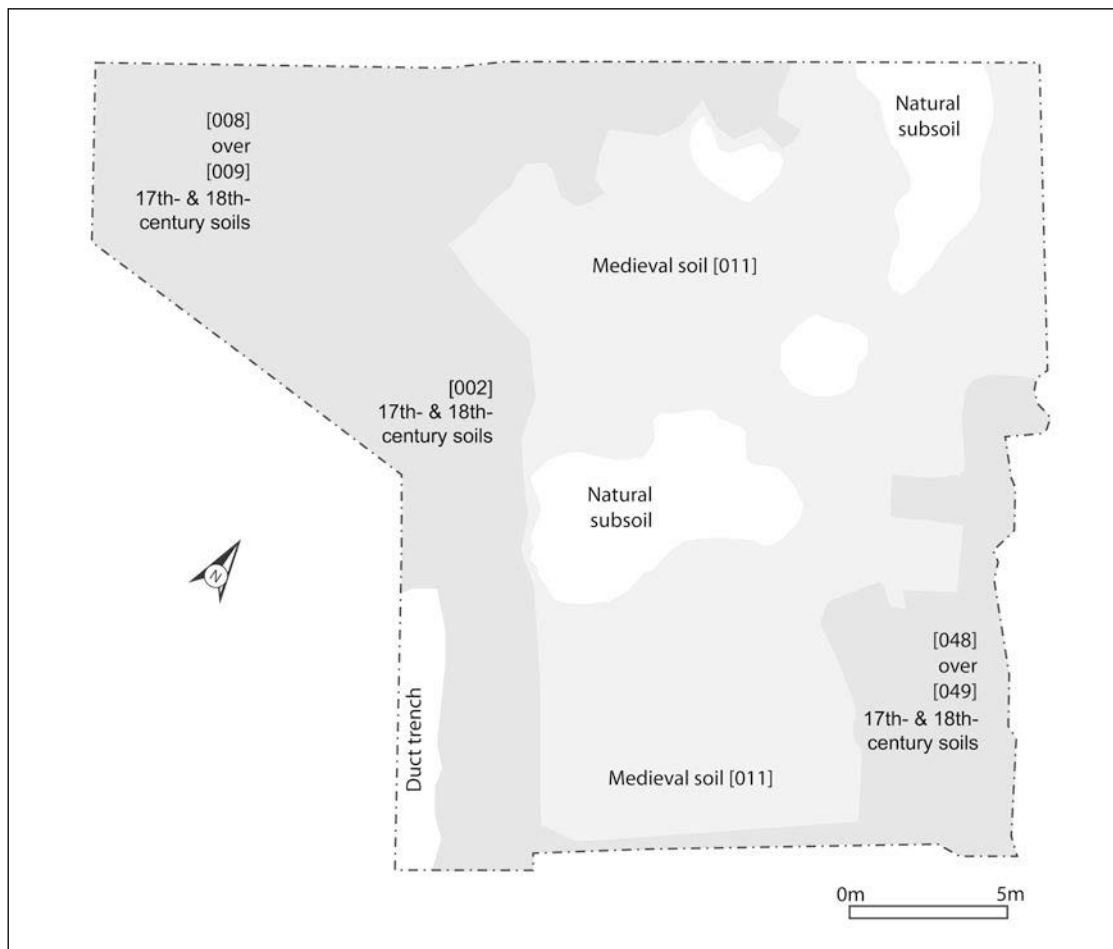 [008]
over
[009]
17th- & 18th-
century soils
Natural
subsoil
Medieval soil [011]
[002]
17th- & 18th-
century soils
Natural
subsoil
N
[048]
over
[049]
17th- & 18th-
century soils
Duct trench
Medieval soil [011]
0m 5m